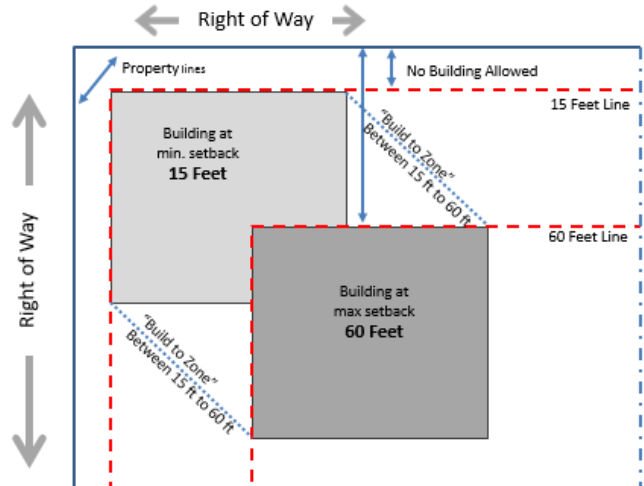 Right of Way
Property lines
No Building Allowed
15 Feet Line
Building at
min. setback
15 Feet
"Build to Zone"
Between 15 ft to 60 ft
60 Feet Line
Right of Way
Building at
max setback
60 Feet
"Build to Zone"
Between 15 ft to 60 ft